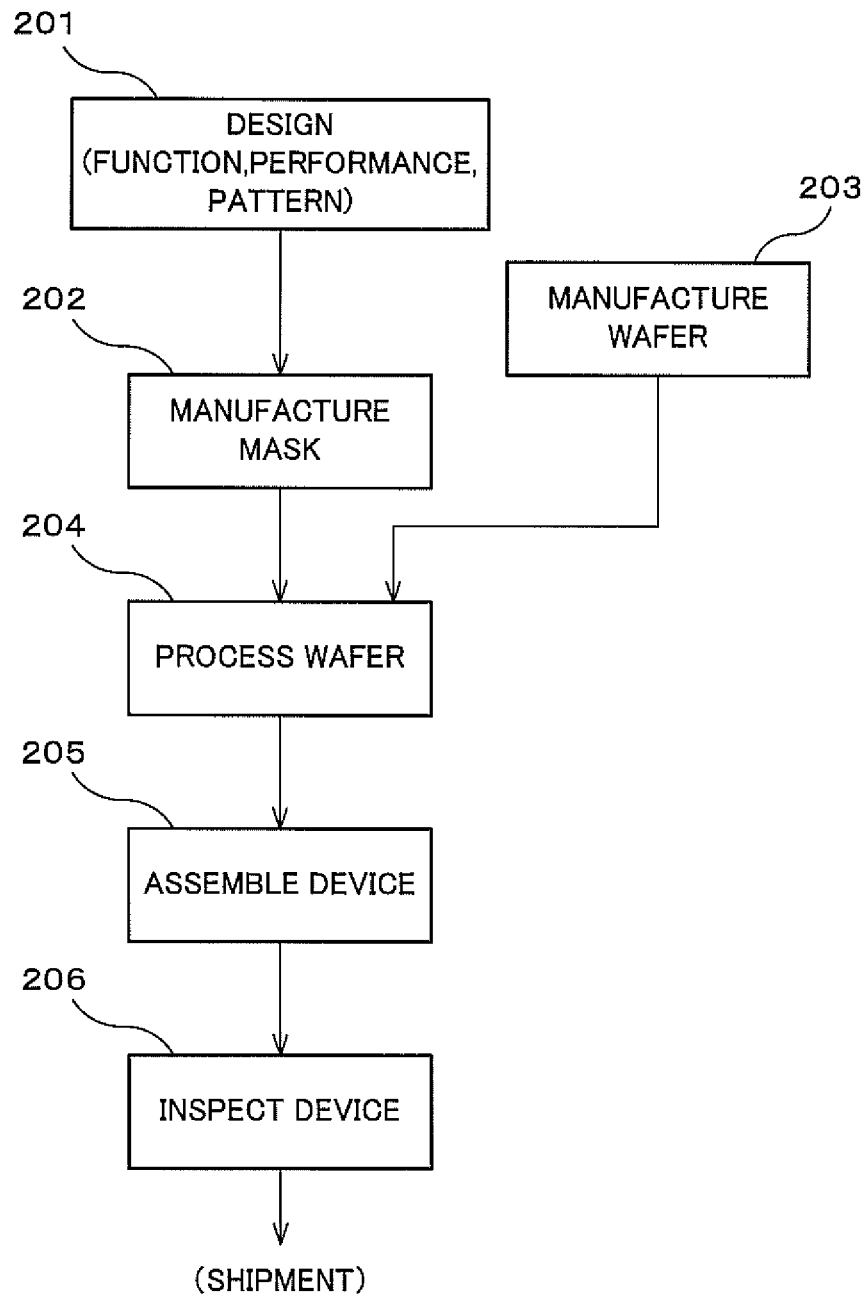 201
DESIGN
(FUNCTION,PERFORMANCE,
PATTERN)
203
MANUFACTURE
WAFER
202
MANUFACTURE
MASK
204
PROCESS WAFER
205
ASSEMBLE DEVICE
206
INSPECT DEVICE
(SHIPMENT)